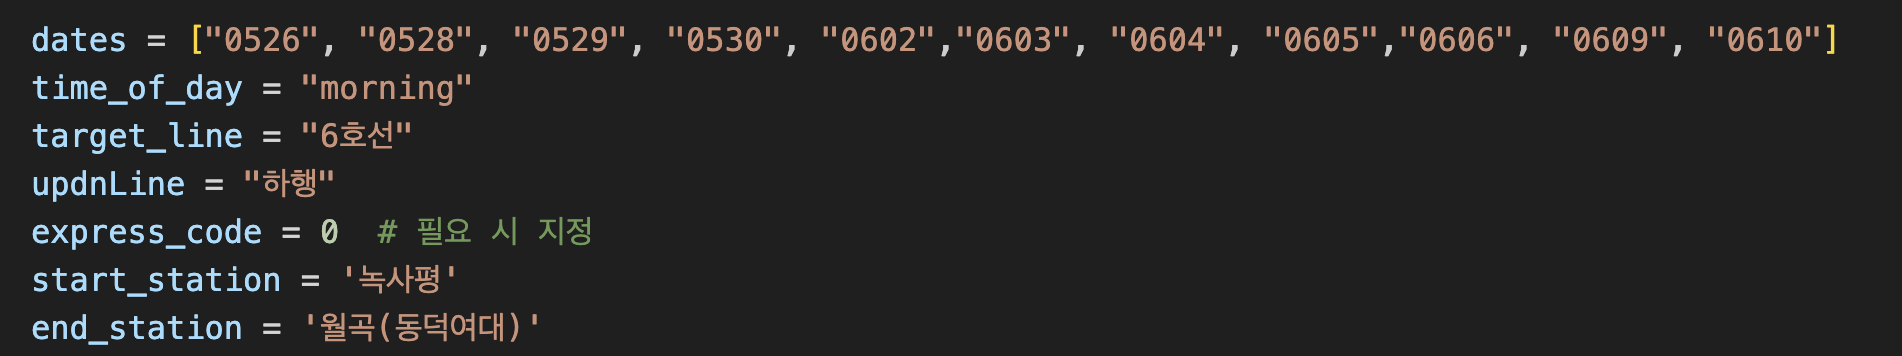 dates = ["0526", "0528", "0529", "0530", "0602","0603", "0604", "0605","0606", "0609", "0610"]
time_of_day = "morning"
target_line = "6호선"
updnLine = "하행"
express_code = 0  # 필요 시 지정
start_station = '녹사평'
end_station = '월곡(동덕여대)'